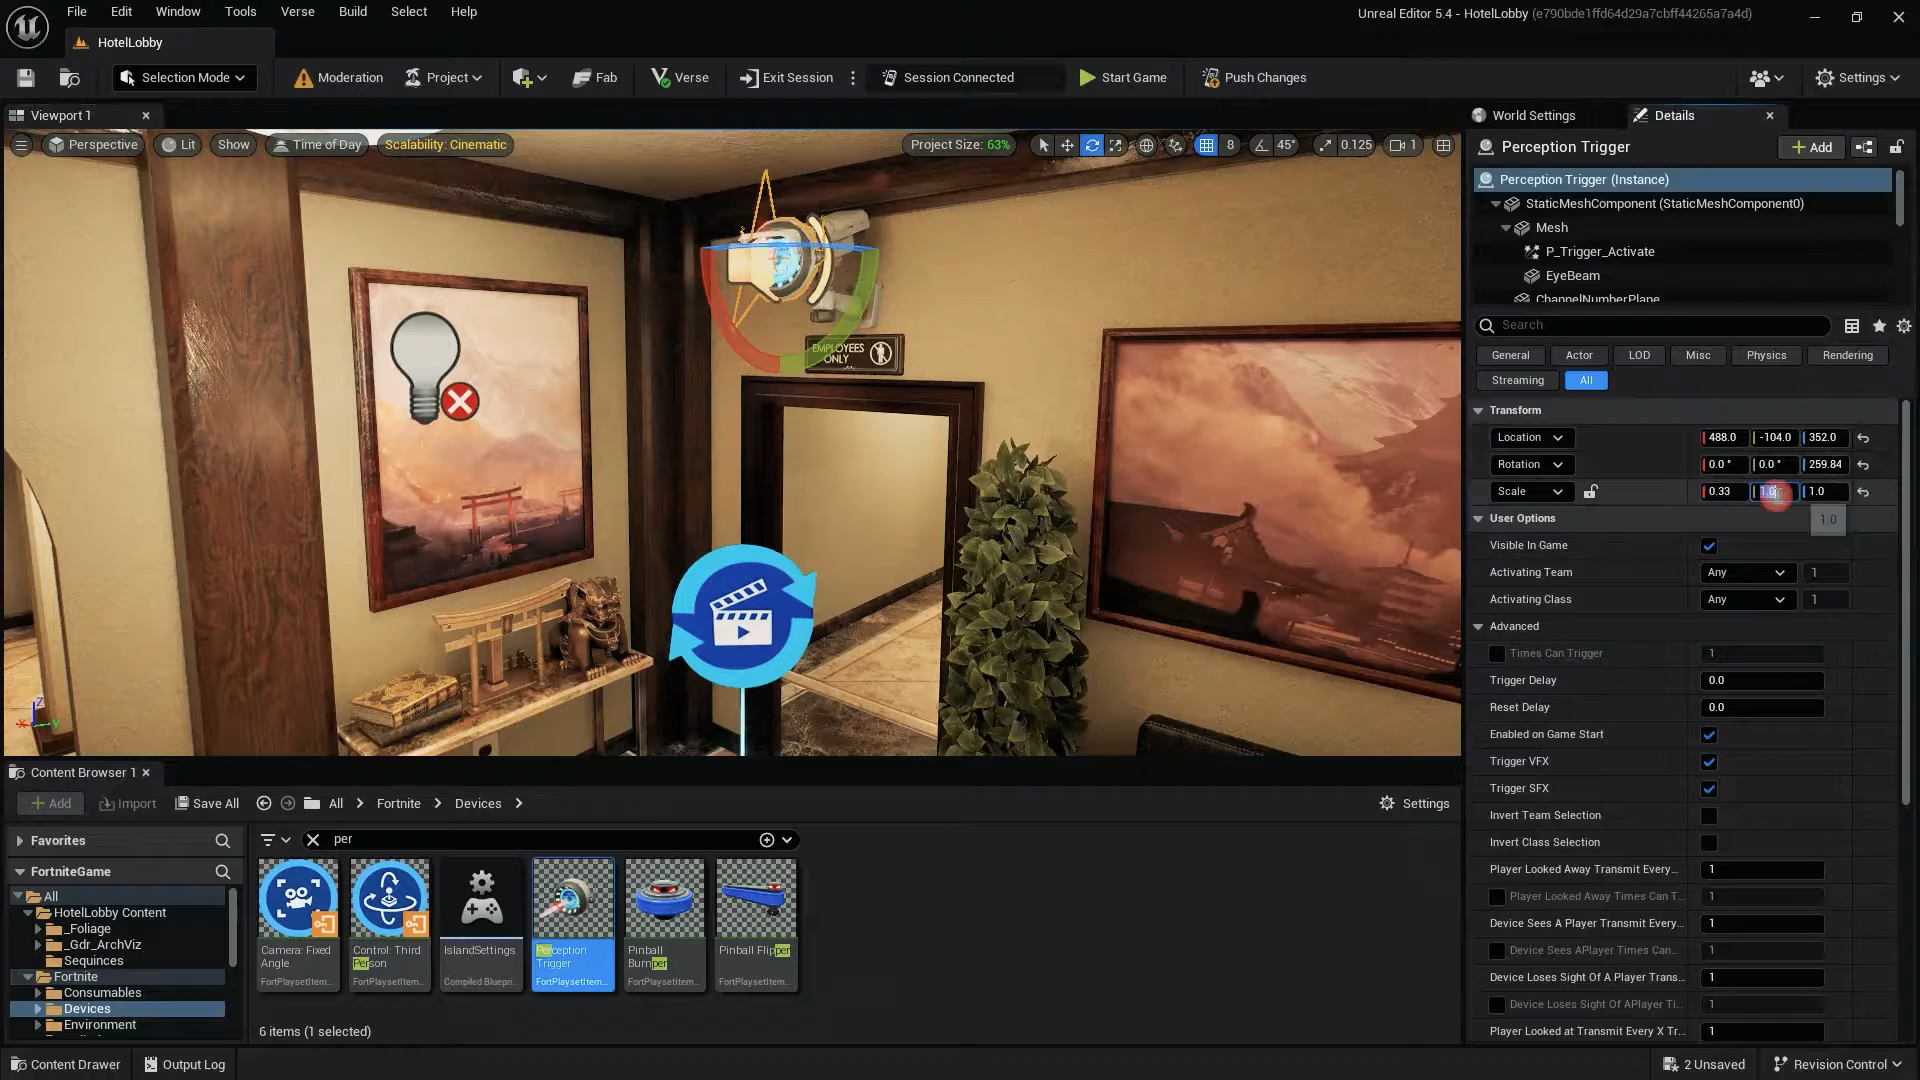 File Edit Window Tools Verse Build Select Help
Unreal Editor 5.4 - HotelLobby (e790bde1ffd64d29a7cbff44265a7a4d)
HotelLobby
Selection Mode
Moderation
Project
Fab
Verse
Exit Session
Session Connected
Start Game
Push Changes
Settings
Viewport 1
Perspective
Lit
Show
Time of Day
Scalability: Cinematic
Project Size: 63%
8
45°
0.125
1
EMPLOYEES
ONLY
World Settings
Details
Perception Trigger
Add
Perception Trigger (Instance)
StaticMeshComponent (StaticMeshComponent0)
Mesh
P_Trigger_Activate
EyeBeam
ChannelNumberPlane
Search
General Actor LOD Misc Physics Rendering
Streaming All
Transform
Location 488.0 -104.0 352.0
Rotation 0.0 ° 0.0 ° 259.84
Scale 0.33 1.0 1.0
User Options
1.0
Visible In Game
Activating Team Any 1
Activating Class Any 1
Advanced
Times Can Trigger 1
Trigger Delay 0.0
Reset Delay 0.0
Enabled on Game Start
Trigger VFX
Trigger SFX
Invert Team Selection
Invert Class Selection
Player Looked Away Transmit Every... 1
Player Looked Away Times Can T... 1
Device Sees A Player Transmit Every... 1
Device Sees APlayer Times Can... 1
Device Loses Sight Of A Player Trans... 1
Device Loses Sight Of APlayer Ti... 1
Player Looked at Transmit Every X Tr... 1
Content Browser 1
Add
Import
Save All
All
Fortnite
Devices
Settings
Favorites
FortniteGame
All
HotelLobby Content
_Foliage
_Gdr_ArchViz
Sequinces
Fortnite
Consumables
Devices
Environment
per
Camera: Fixed
Angle
FortPlaysetItem...
Control: Third
Person
FortPlaysetItem...
IslandSettings
Compiled Bluepri...
Perception
Trigger
FortPlaysetItem...
Pinball
Bumper
FortPlaysetItem...
Pinball Flipper
FortPlaysetItem...
6 items (1 selected)
Content Drawer
Output Log
2 Unsaved
Revision Control